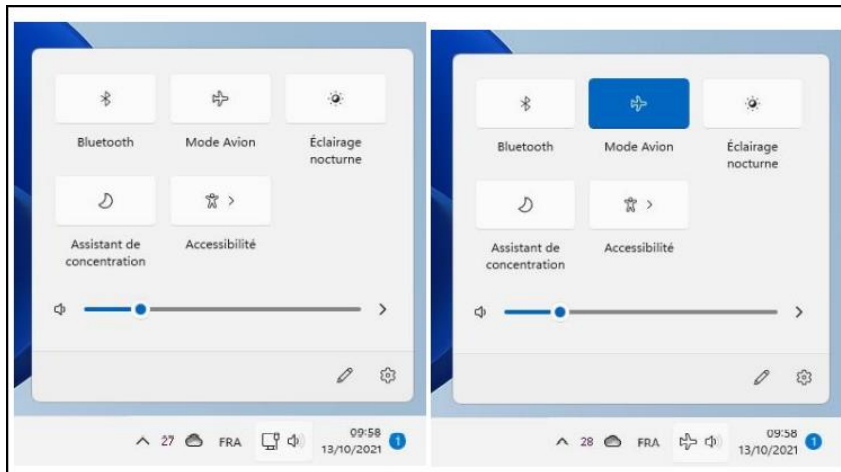 Bluetooth
Mode Avion
Éclairage
nocturne
Assistant de
concentration
Accessibilité
27
FRA
09:58
13/10/2021
1
Bluetooth
Mode Avion
Éclairage
nocturne
Assistant de
concentration
Accessibilité
28
FRA
09:58
13/10/2021
1